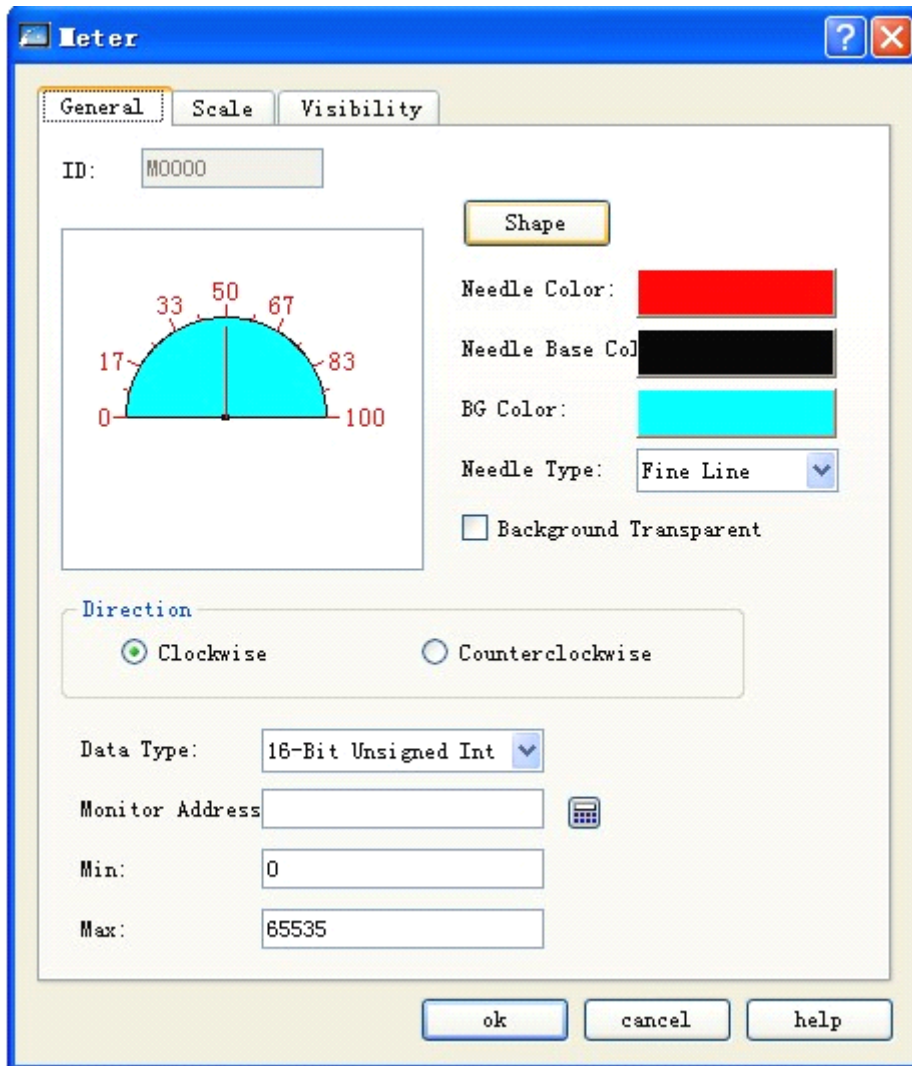 Meter
General Scale Visibility
ID: M0000
Shape
0 17 33 50 67 83 100
Needle Color:
Needle Base Col
BG Color:
Needle Type: Fine Line
Background Transparent
Direction
Clockwise Counterclockwise
Data Type: 16-Bit Unsigned Int
Monitor Address
Min: 0
Max: 65535
ok cancel help